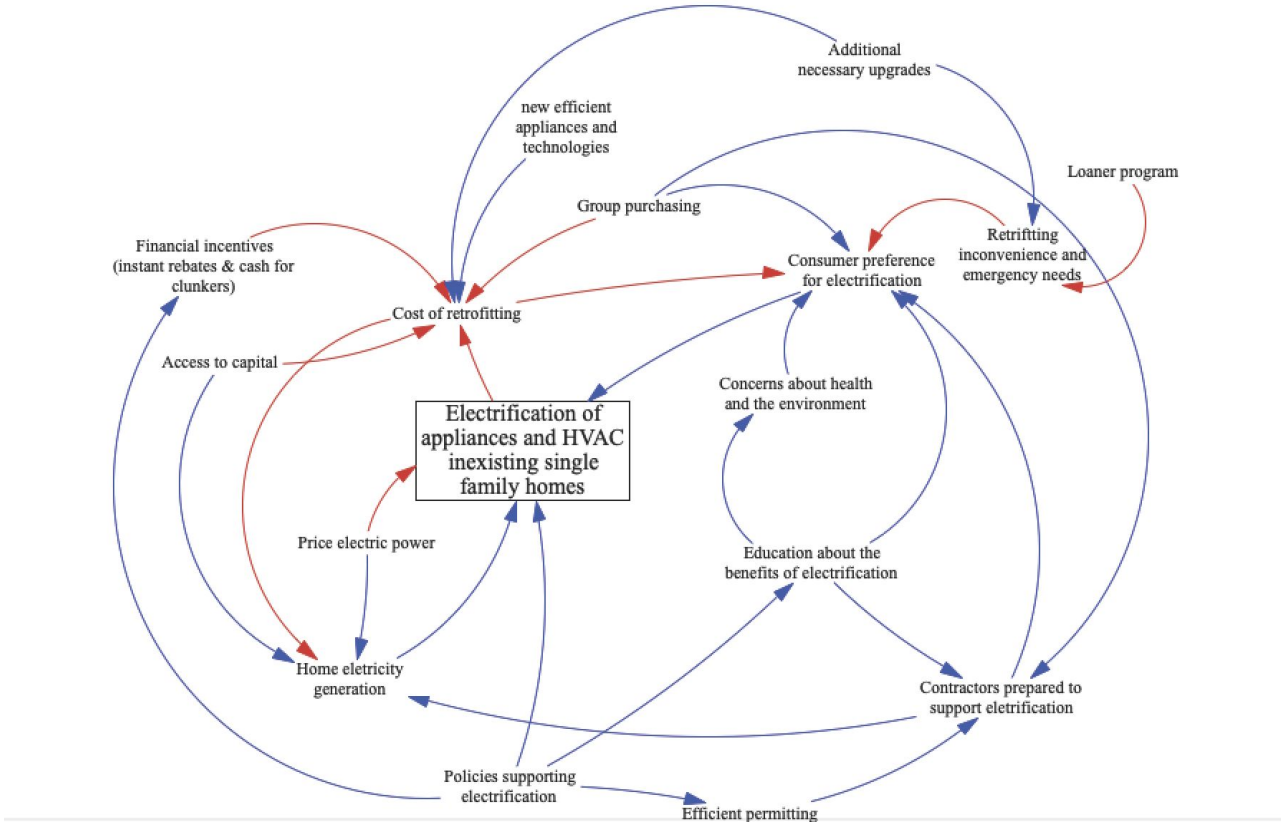 Additional
necessary upgrades
new efficient
appliances and
technologies
Loaner program
Group purchasing
Financial incentives
(instant rebates & cash for
clunkers)
Retriftting
inconvenience and
emergency needs
Consumer preference
for electrification
Cost of retrofitting
Access to capital
Concerns about health
and the environment
Electrification of
appliances and HVAC
inexisting single
family homes
Price electric power
Education about the
benefits of electrification
Home eletricity
generation
Contractors prepared to
support eletrification
Policies supporting
electrification
Efficient permitting